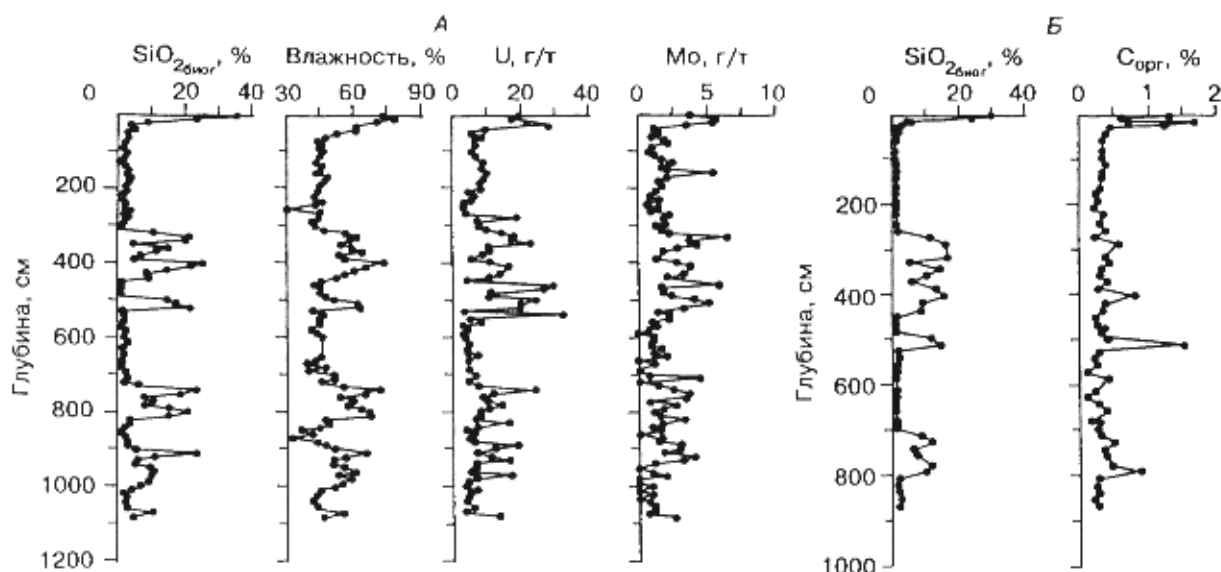 А Б
SiO₂биог, % Влажность, % U, г/т Mo, г/т SiO₂биог, % Cорг, %
0 20 40 30 60 90 0 20 40 0 5 10 0 20 40 0 1 2
200 200
400 400
600 600
800 800
1000 1000
1200
Глубина, см
Глубина, см